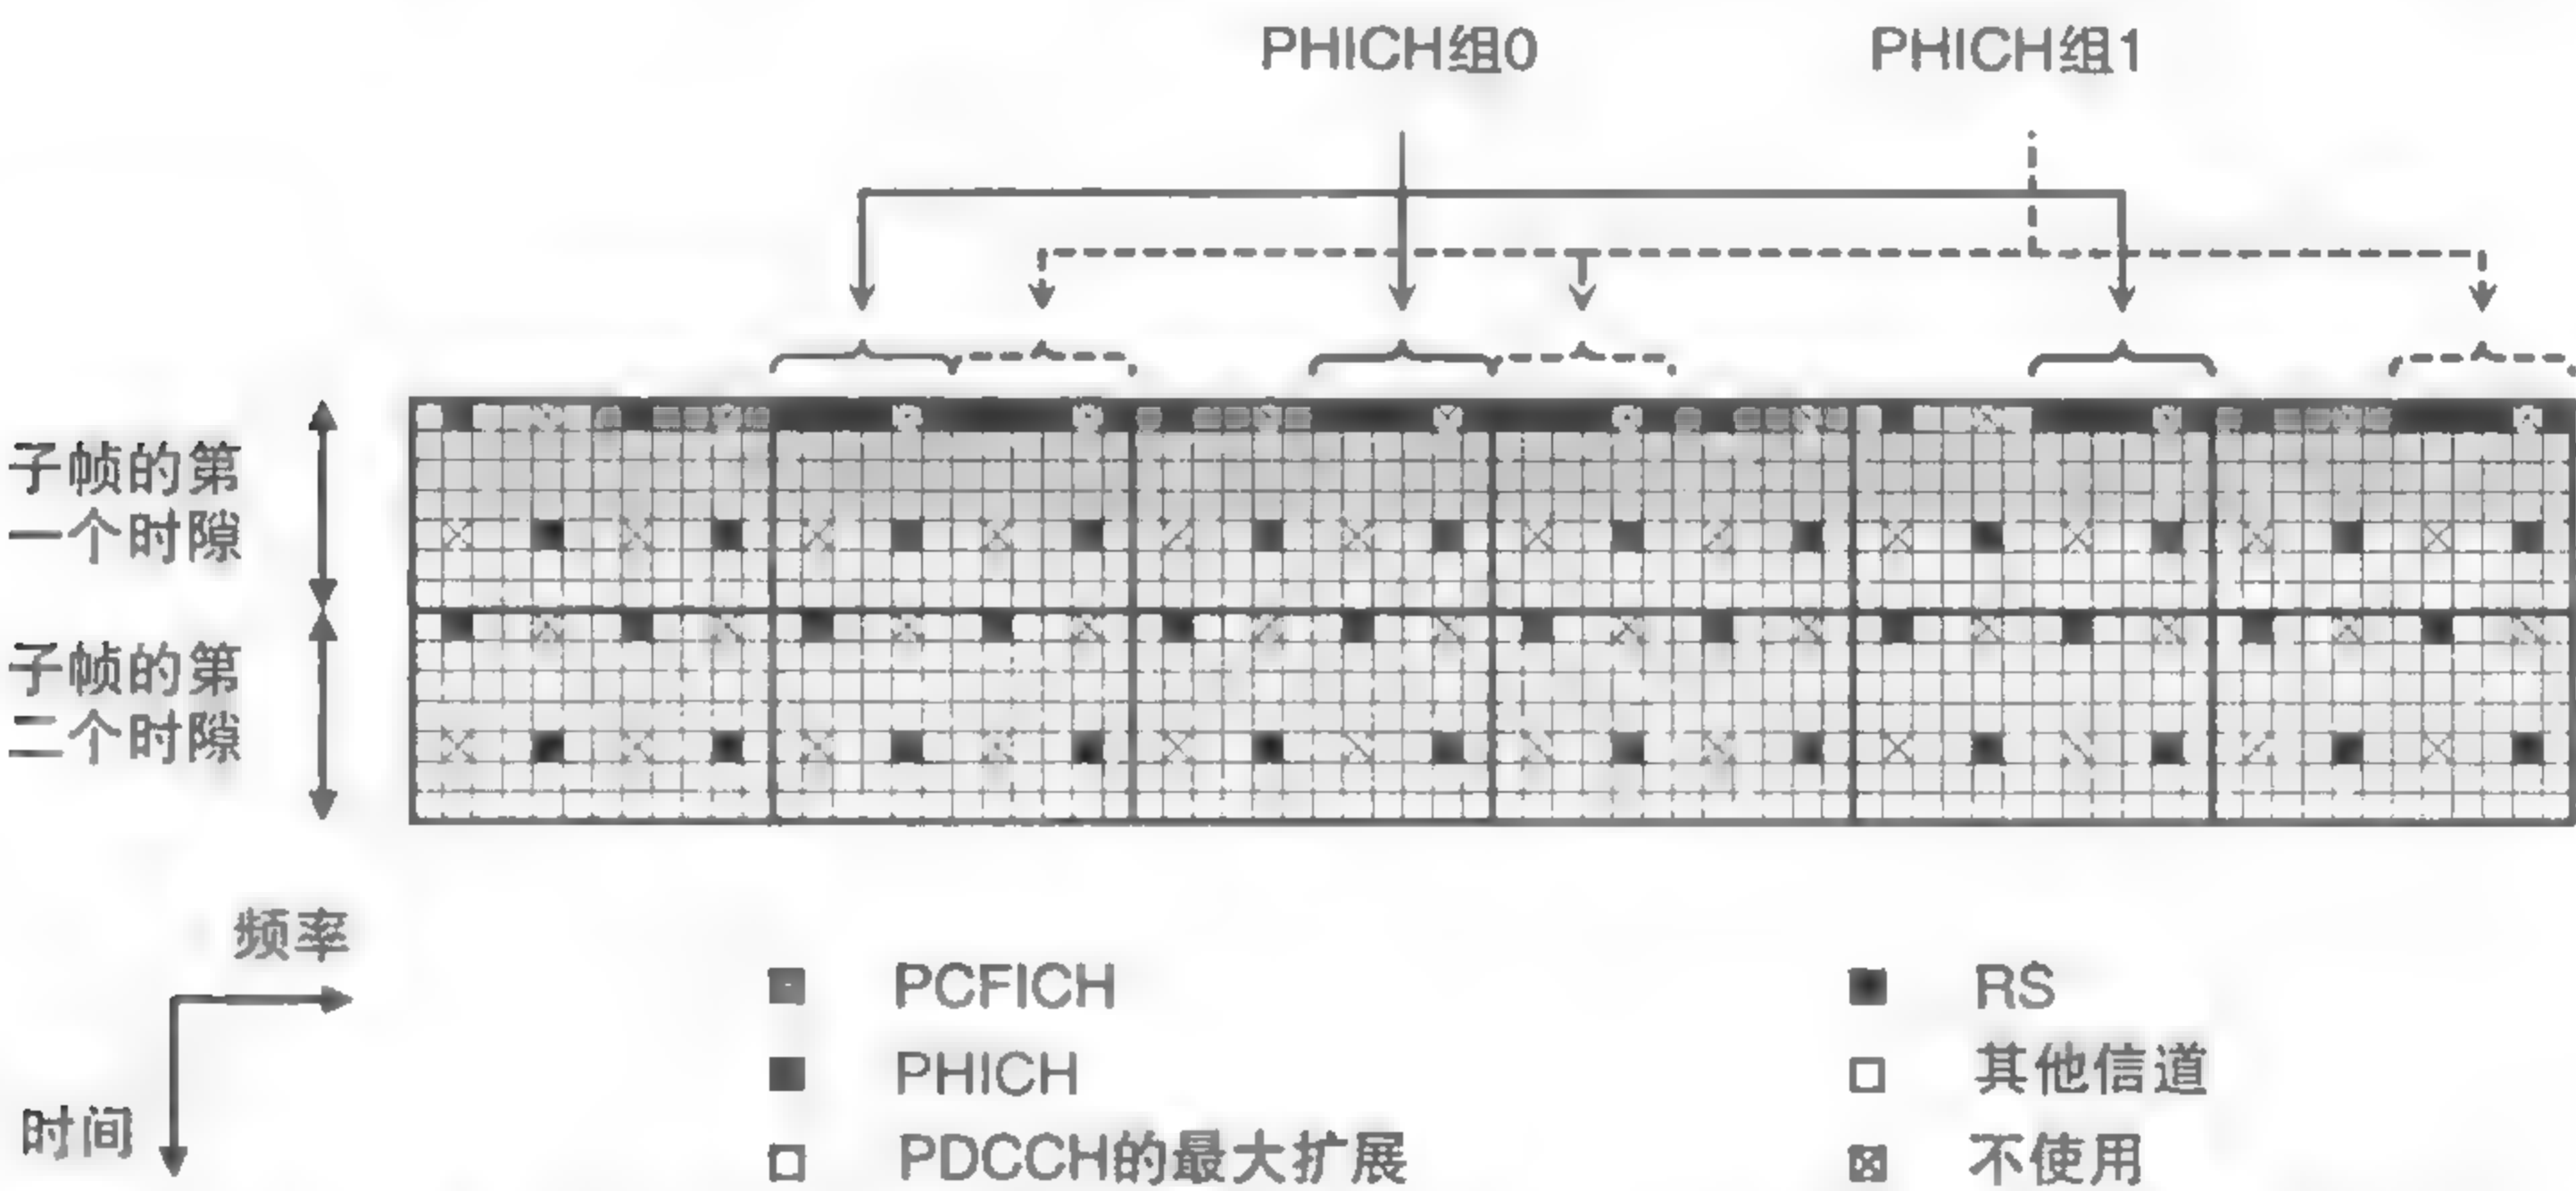 PHICH组0
PHICH组1
子帧的第
一个时隙
子帧的第
二个时隙
频率
时间
PCFICH
PHICH
PDCCH的最大扩展
RS
其他信道
不使用